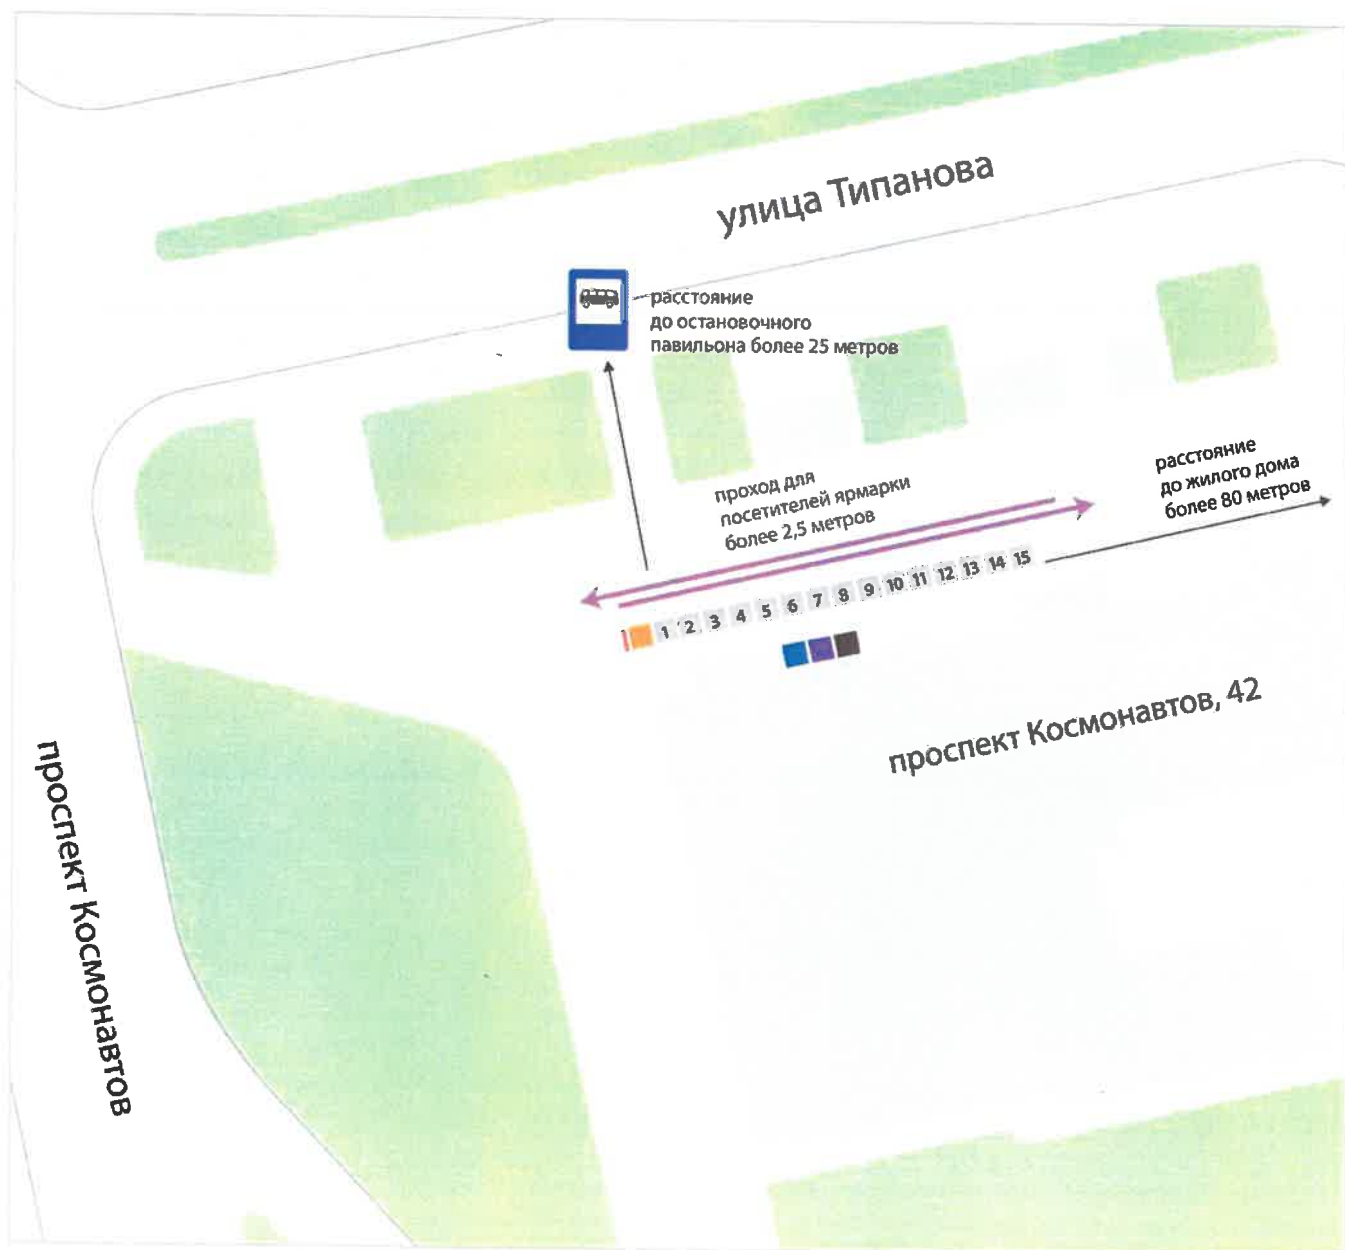 улица Типанова
расстояние
до остановочного
павильона более 25 метров
проход для
посетителей ярмарки
более 2,5 метров
расстояние
до жилого дома
более 80 метров
1 2 3 4 5 6 7 8 9 10 11 12 13 14 15
проспект Космонавтов, 42
проспект Космонавтов